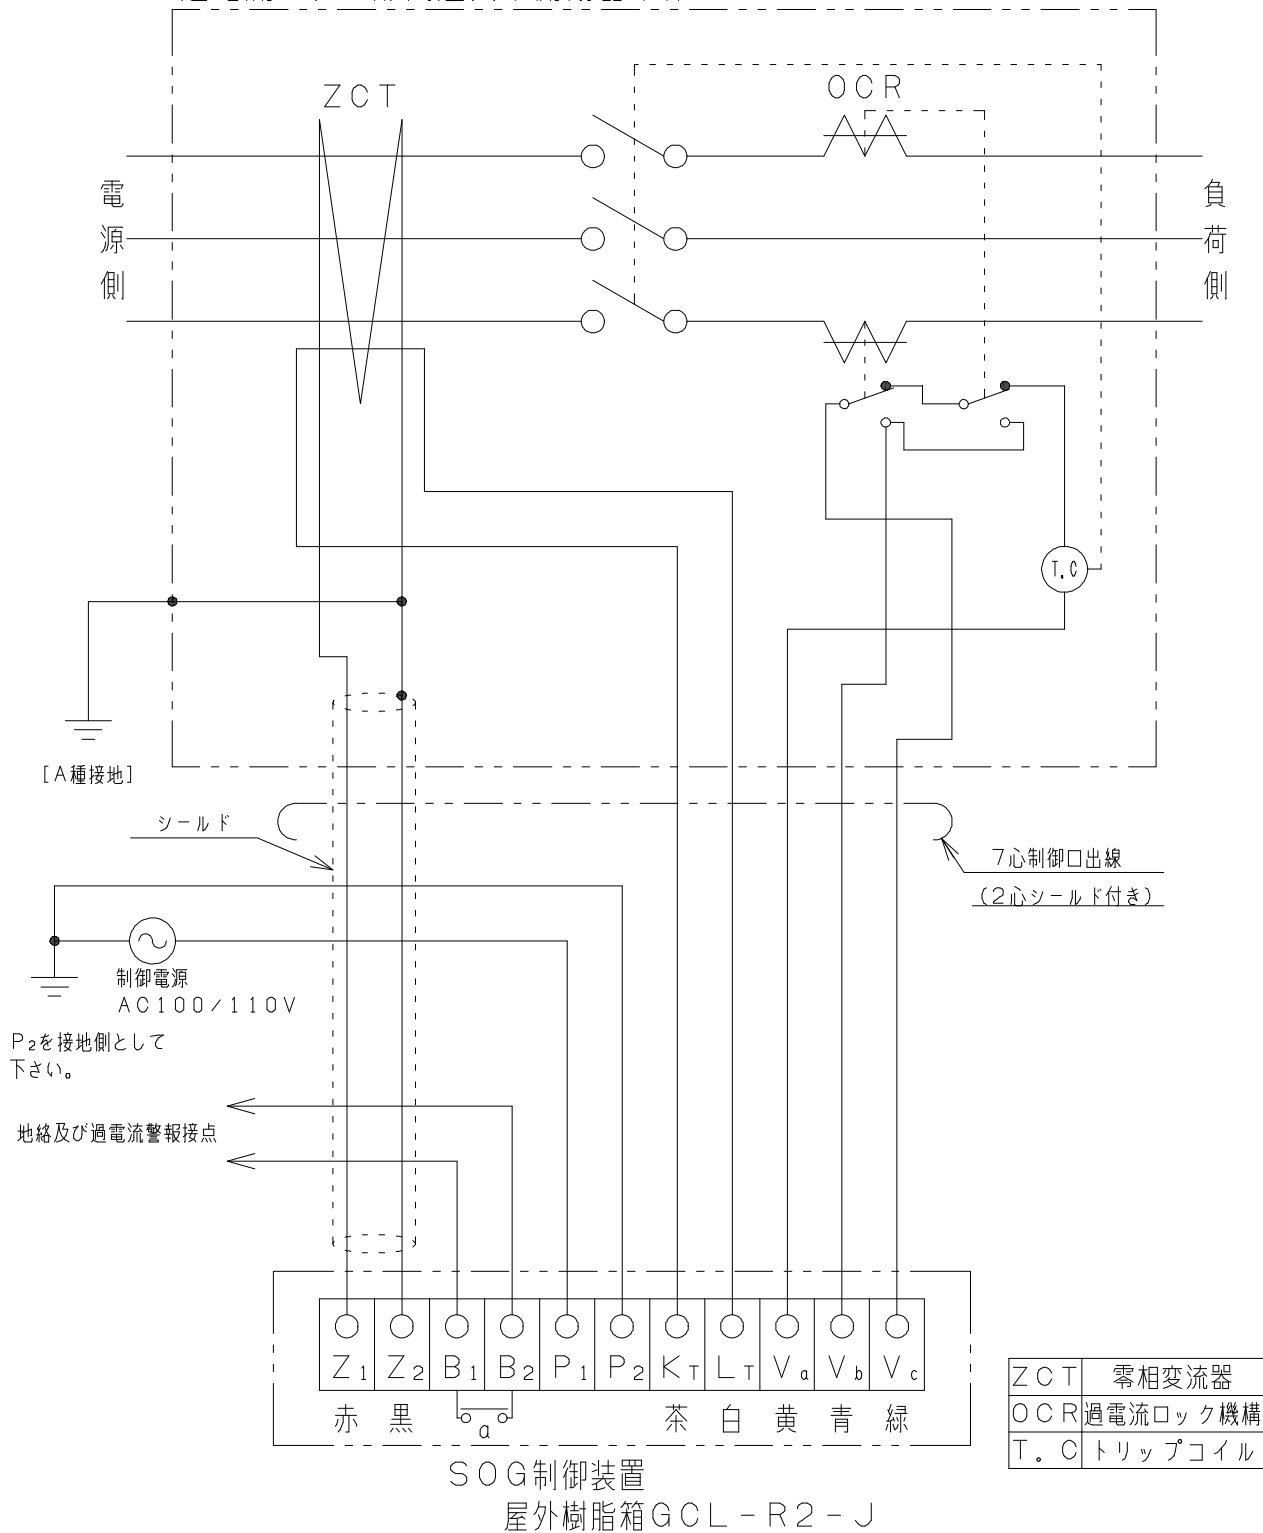 ZCT
OCR
電源側
負荷側
T.C
[A種接地]
シールド
7心制御口出線
(2心シールド付き)
制御電源
AC100/110V
P₂を接地側として
下さい。
地絡及び過電流警報接点
Z₁ Z₂ B₁ B₂ P₁ P₂ K_T L_T V_a V_b V_c
赤 黒 a 茶 白 黄 青 緑
SOG制御装置
屋外樹脂箱GCL-R2-J
ZCT 零相変流器
OCR 過電流ロック機構
T.C トリップコイル